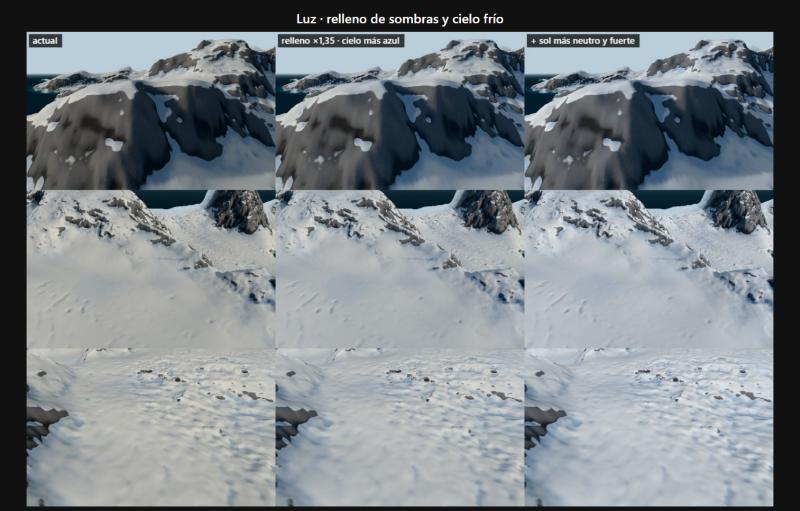 Luz · relleno de sombras y cielo frío
actual
relleno ×1,35 · cielo más azul
+ sol más neutro y fuerte